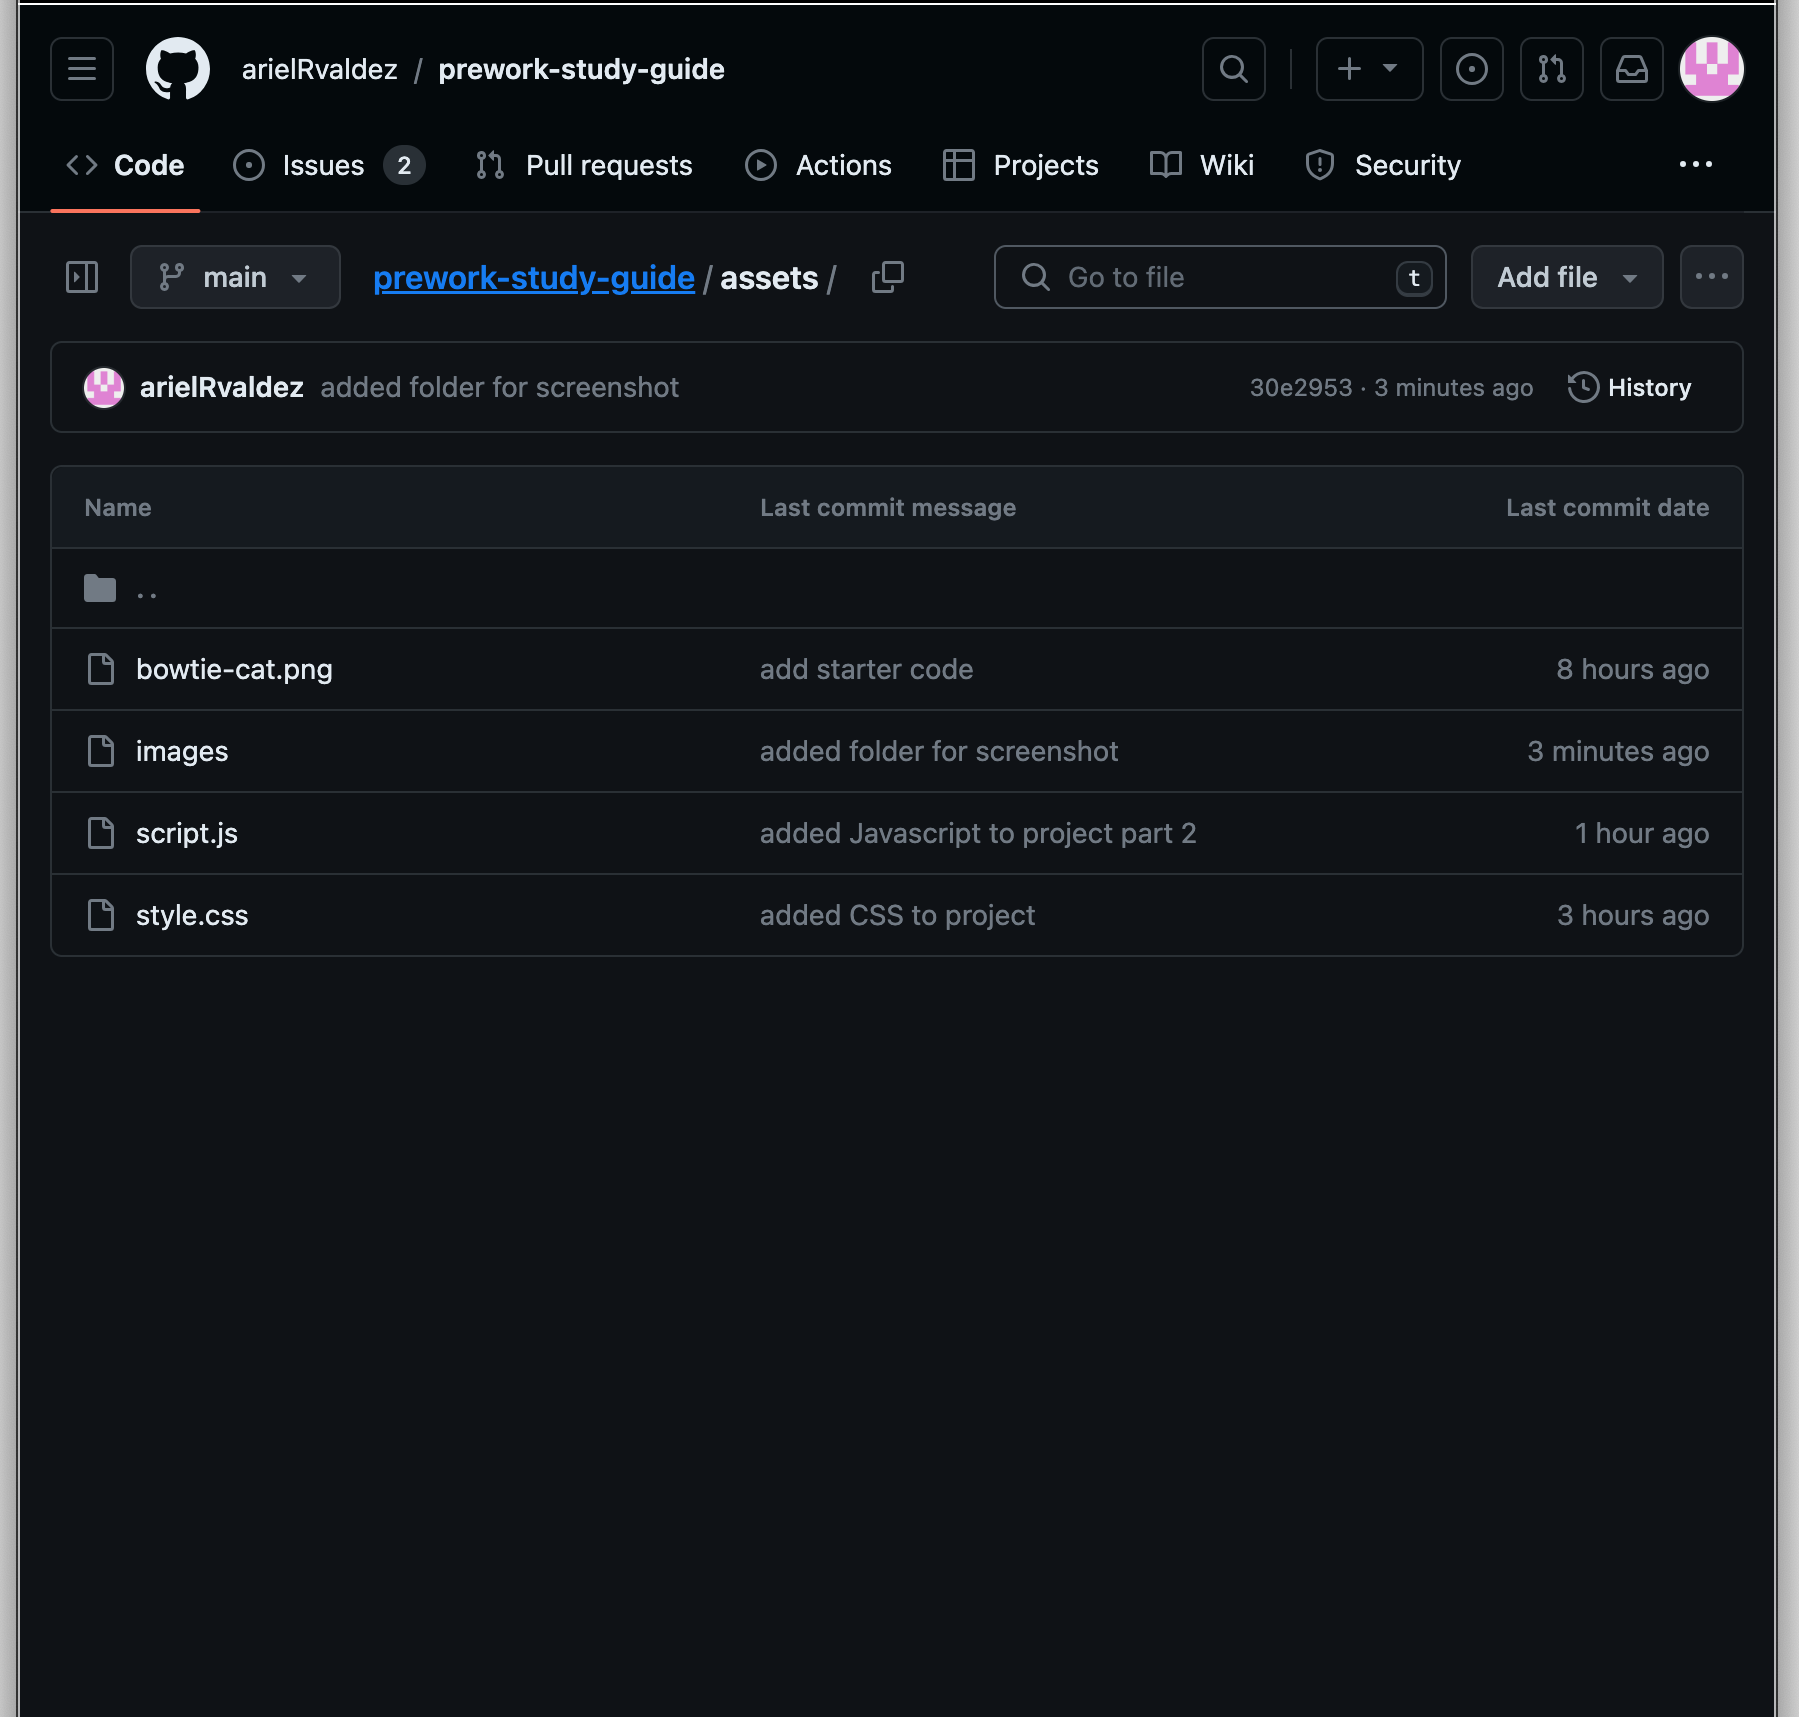 arielRvaldez / prework-study-guide
Code Issues 2 Pull requests Actions Projects Wiki Security ...
main prework-study-guide / assets / Go to file t Add file ...
arielRvaldez added folder for screenshot 30e2953 · 3 minutes ago History
Name Last commit message Last commit date
..
bowtie-cat.png add starter code 8 hours ago
images added folder for screenshot 3 minutes ago
script.js added Javascript to project part 2 1 hour ago
style.css added CSS to project 3 hours ago